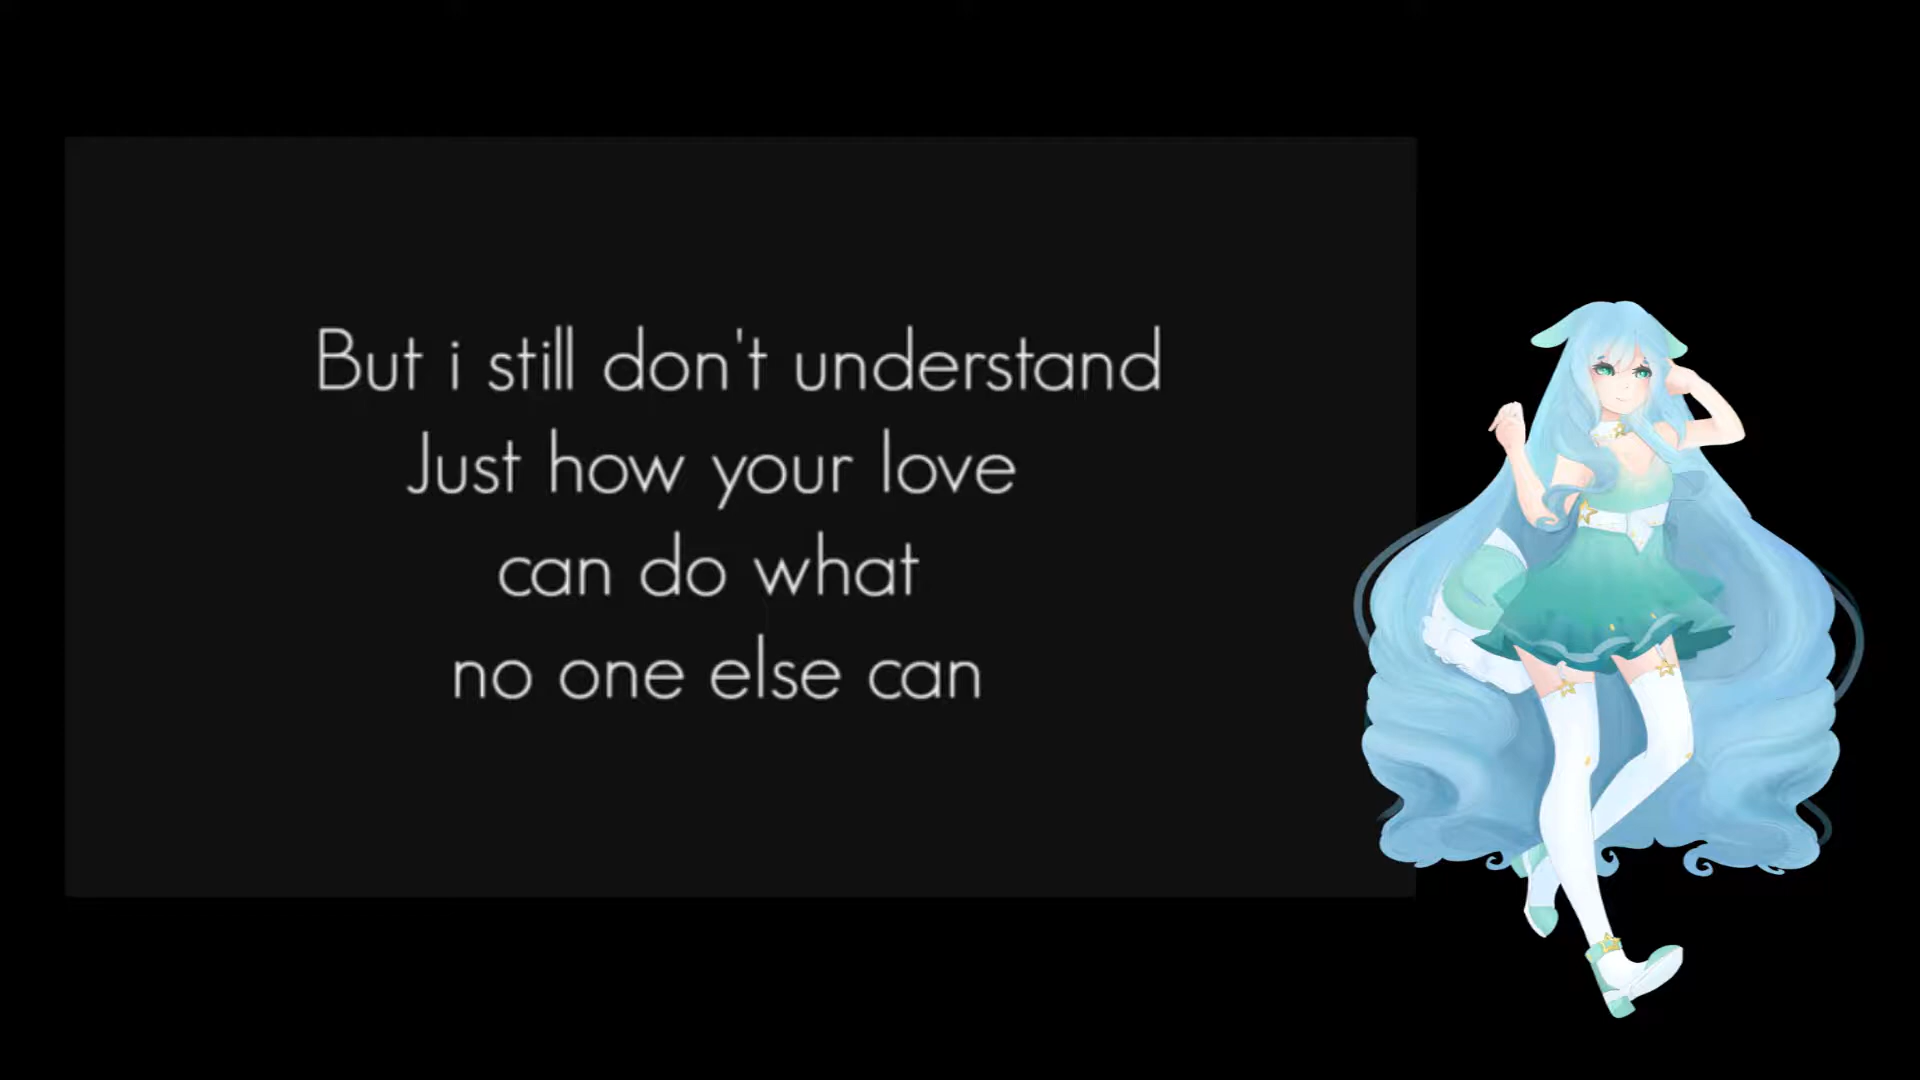 But i still don't understand
Just how your love
can do what
no one else can